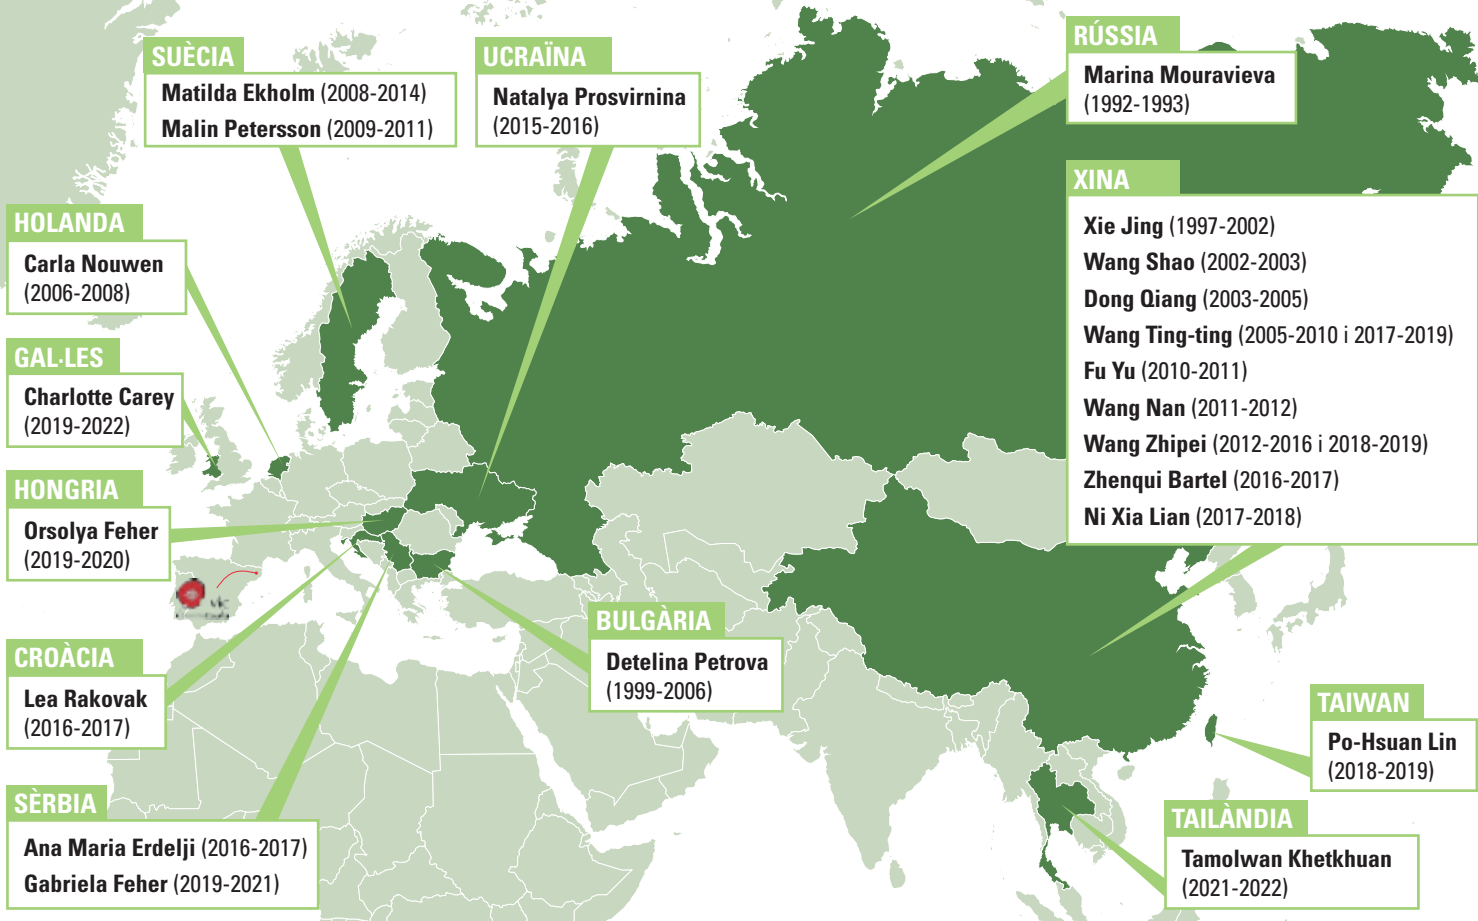 SUÈCIA
Matilda Ekholm (2008-2014)
Malin Petersson (2009-2011)
UCRAÏNA
Natalya Prosvirnina
(2015-2016)
RÚSSIA
Marina Mouravieva
(1992-1993)
XINA
Xie Jing (1997-2002)
Wang Shao (2002-2003)
Dong Qiang (2003-2005)
Wang Ting-ting (2005-2010 i 2017-2019)
Fu Yu (2010-2011)
Wang Nan (2011-2012)
Wang Zhipei (2012-2016 i 2018-2019)
Zhenqui Bartel (2016-2017)
Ni Xia Lian (2017-2018)
HOLANDA
Carla Nouwen
(2006-2008)
GAL·LES
Charlotte Carey
(2019-2022)
HONGRIA
Orsolya Feher
(2019-2020)
CROÀCIA
Lea Rakovak
(2016-2017)
SÈRBIA
Ana Maria Erdelji (2016-2017)
Gabriela Feher (2019-2021)
BULGÀRIA
Detelina Petrova
(1999-2006)
TAIWAN
Po-Hsuan Lin
(2018-2019)
TAILÀNDIA
Tamolwan Khetkhuan
(2021-2022)